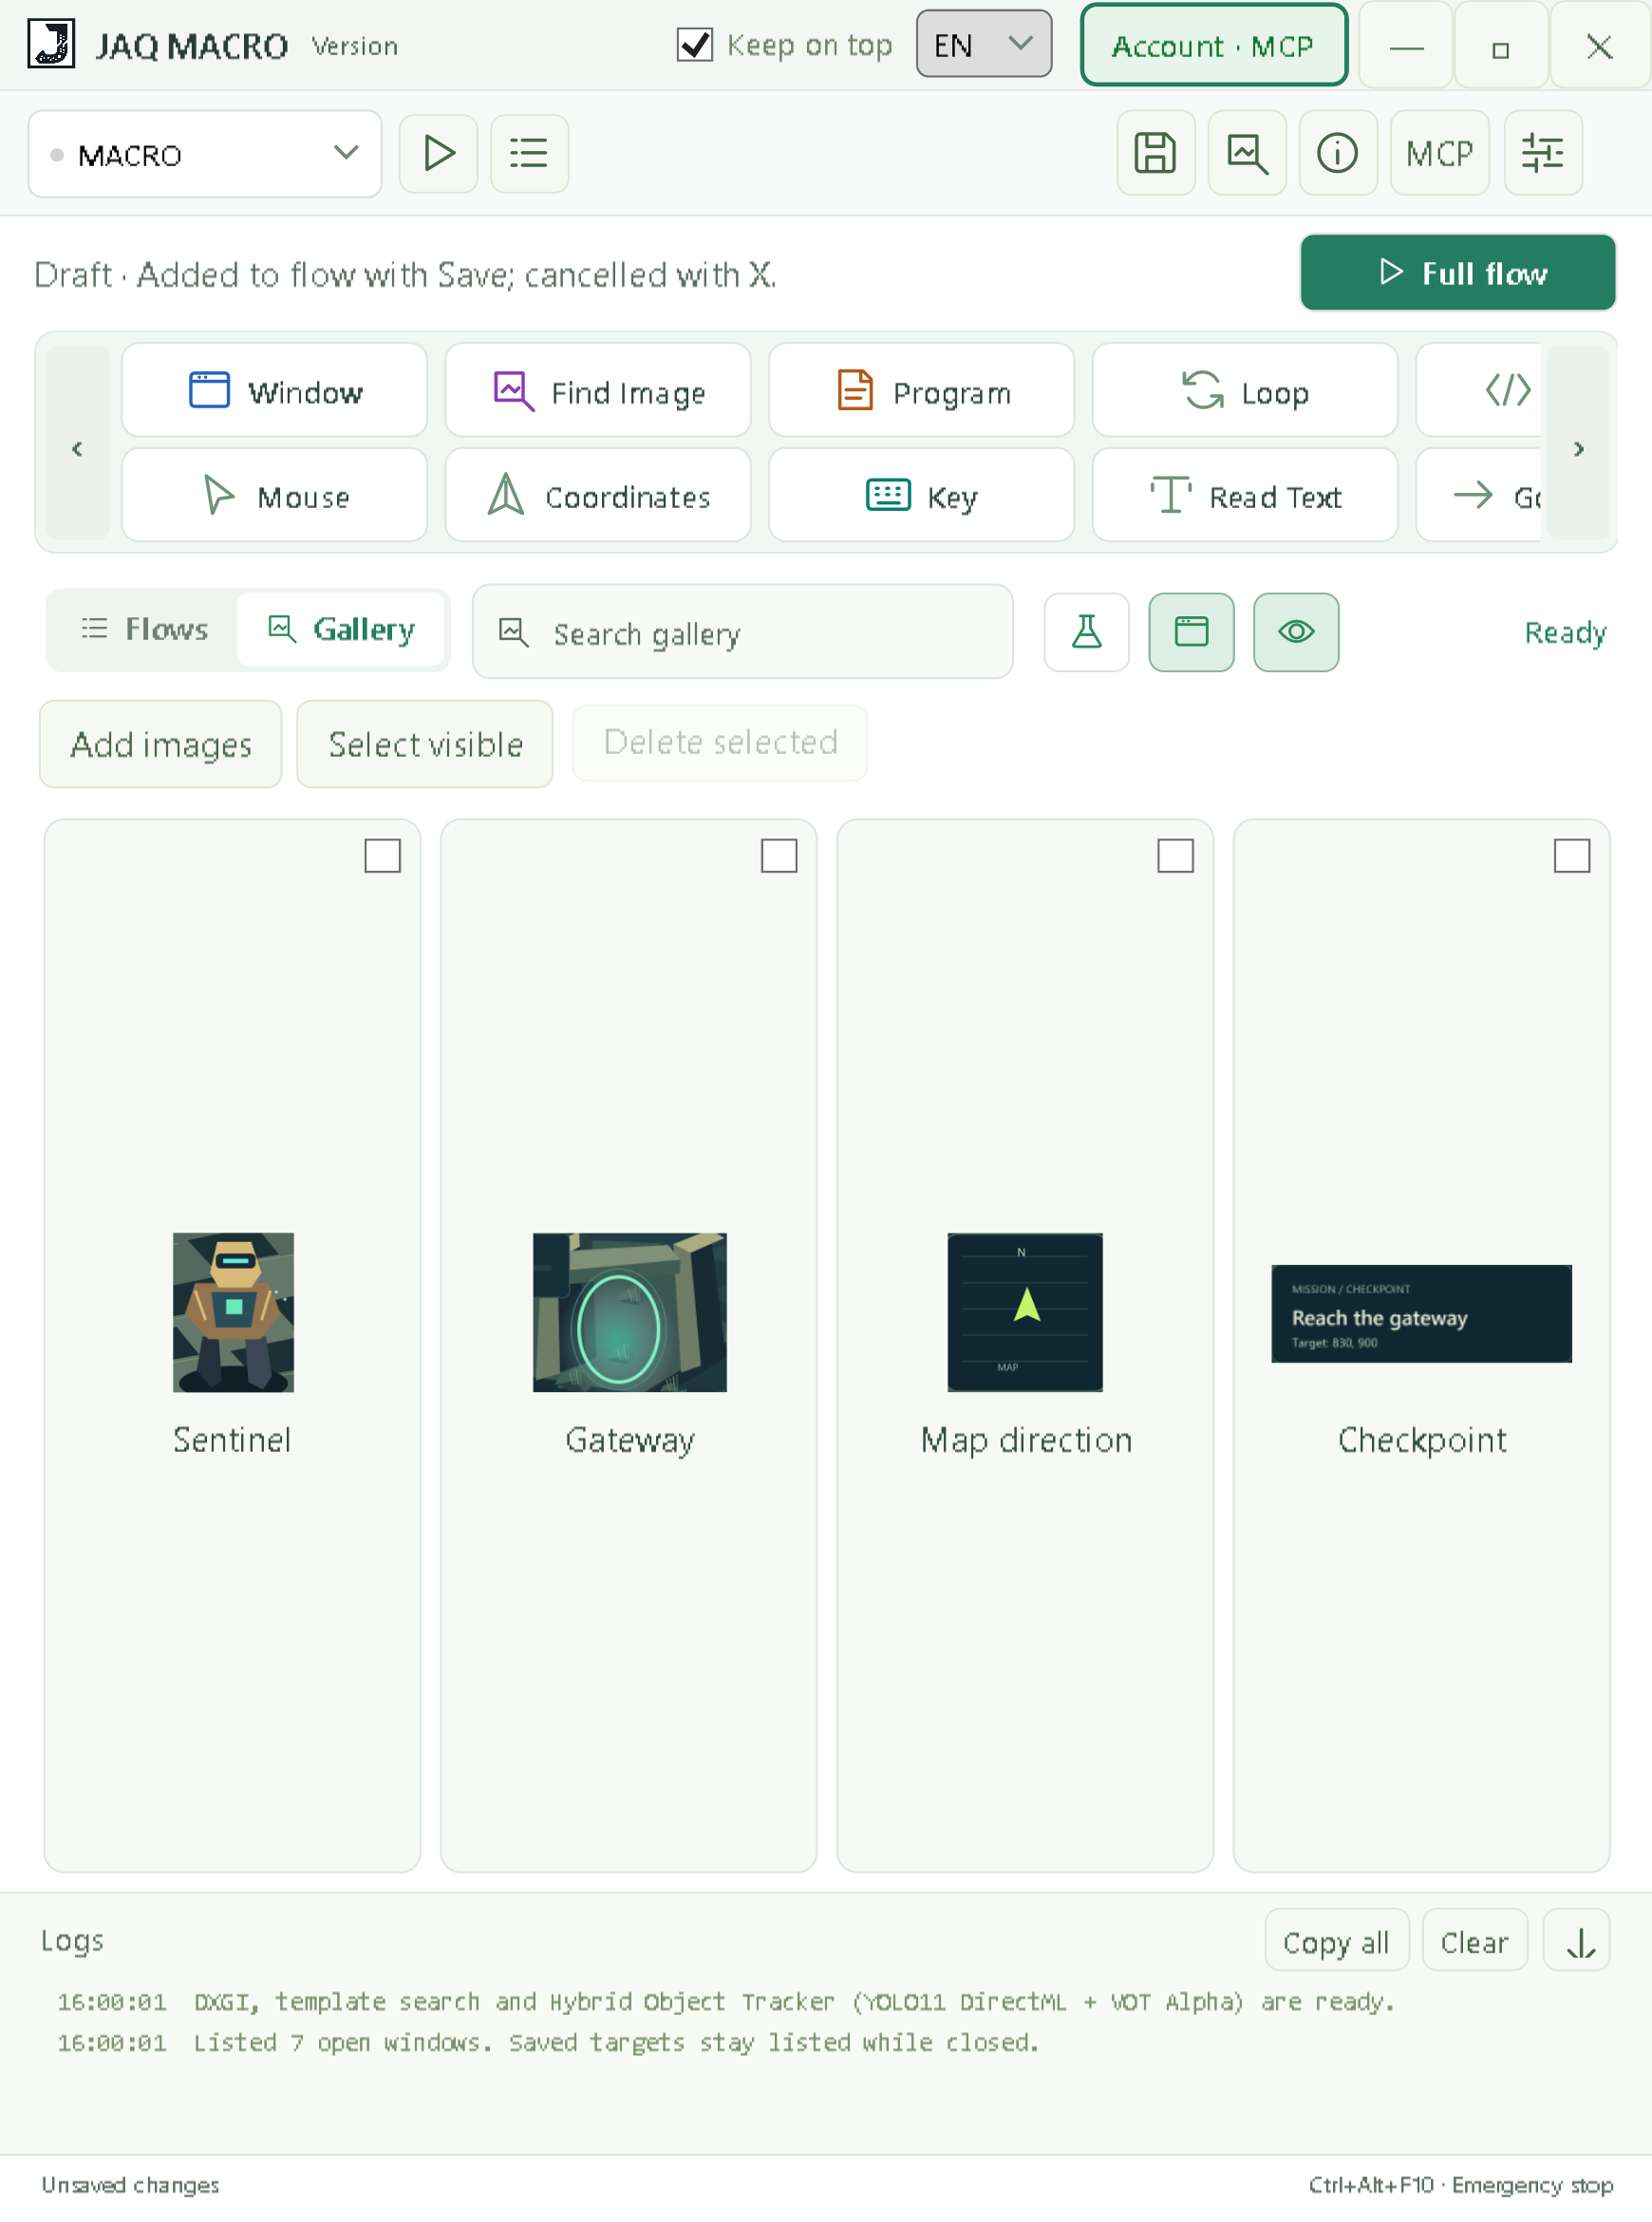 JAQ MACRO Version Keep on top EN Account · MCP
MACRO MCP
Draft · Added to flow with Save; cancelled with X. Full flow
Window Find Image Program Loop
Mouse Coordinates Key Read Text
Flows Gallery Search gallery Ready
Add images Select visible Delete selected
N
MAP
MISSION / CHECKPOINT
Reach the gateway
Target: 830, 900
Sentinel Gateway Map direction Checkpoint
Logs Copy all Clear
16:00:01 DXGI, template search and Hybrid Object Tracker (YOLO11 DirectML + VOT Alpha) are ready.
16:00:01 Listed 7 open windows. Saved targets stay listed while closed.
Unsaved changes Ctrl+Alt+F10 · Emergency stop